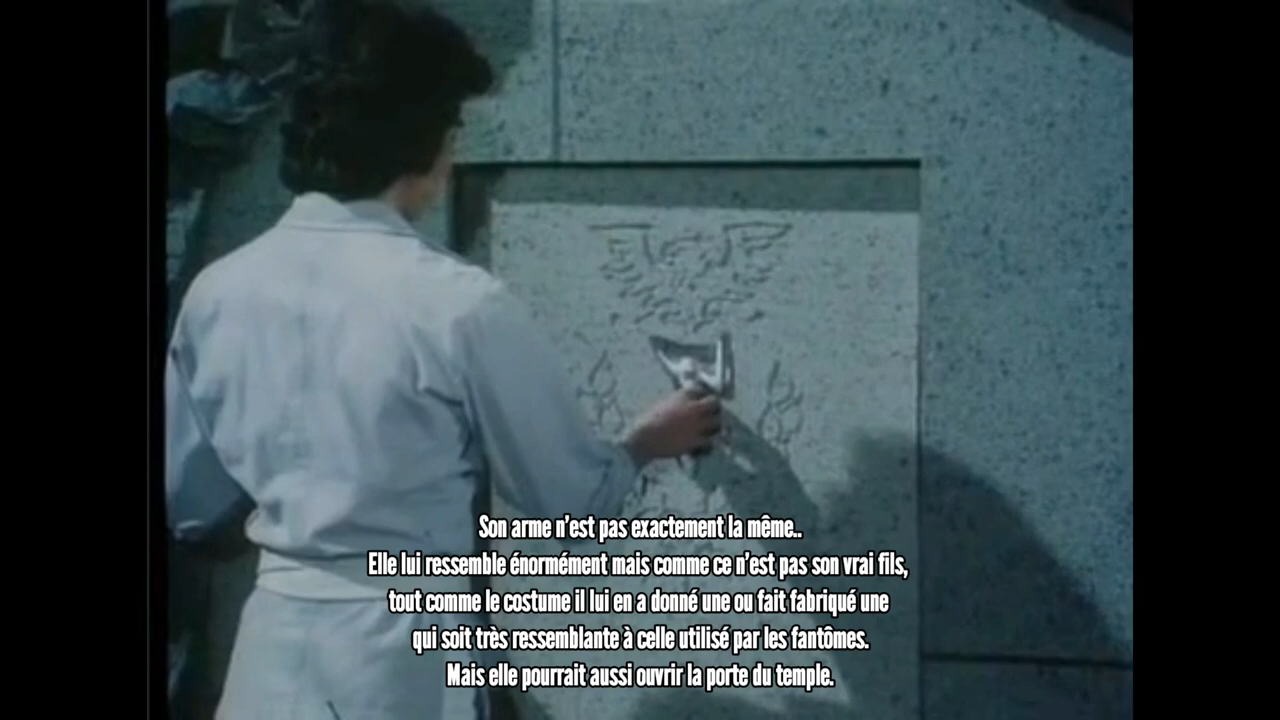 Son arme n'est pas exactement la même..
Elle lui ressemble énormément mais comme ce n'est pas son vrai fils,
tout comme le costume il lui en a donné une ou fait fabriqué une
qui soit très ressemblante à celle utilisé par les fantômes.
Mais elle pourrait aussi ouvrir la porte du temple.